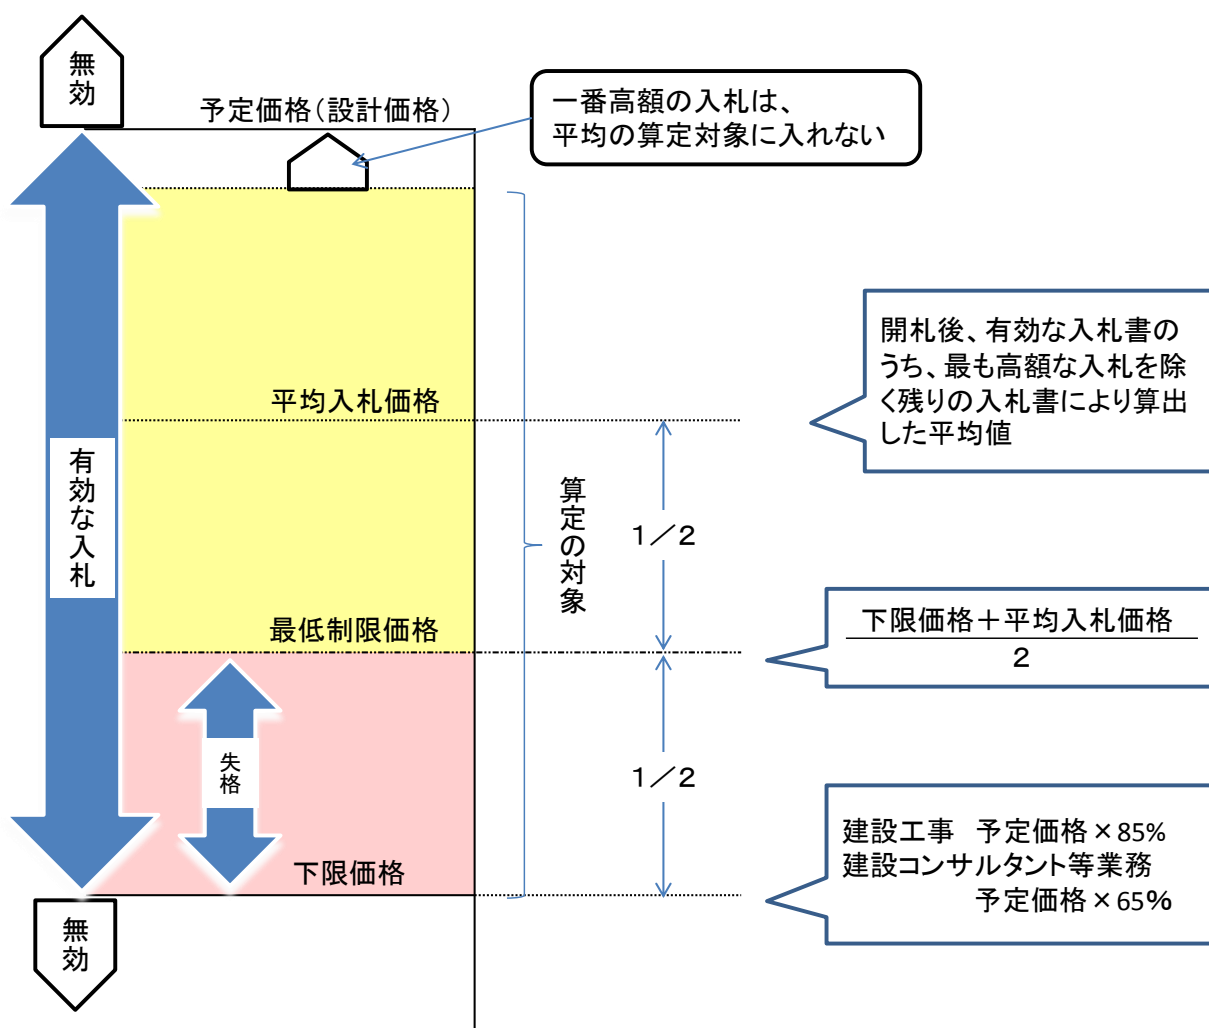 無効
予定価格（設計価格）
一番高額の入札は、
平均の算定対象に入れない
開札後、有効な入札書の
うち、最も高額な入札を除
く残りの入札書により算出
した平均値
平均入札価格
有効な入札
算定の対象
１／２
最低制限価格
下限価格＋平均入札価格
２
失格
１／２
建設工事　予定価格×85%
建設コンサルタント等業務
予定価格×65%
下限価格
無効